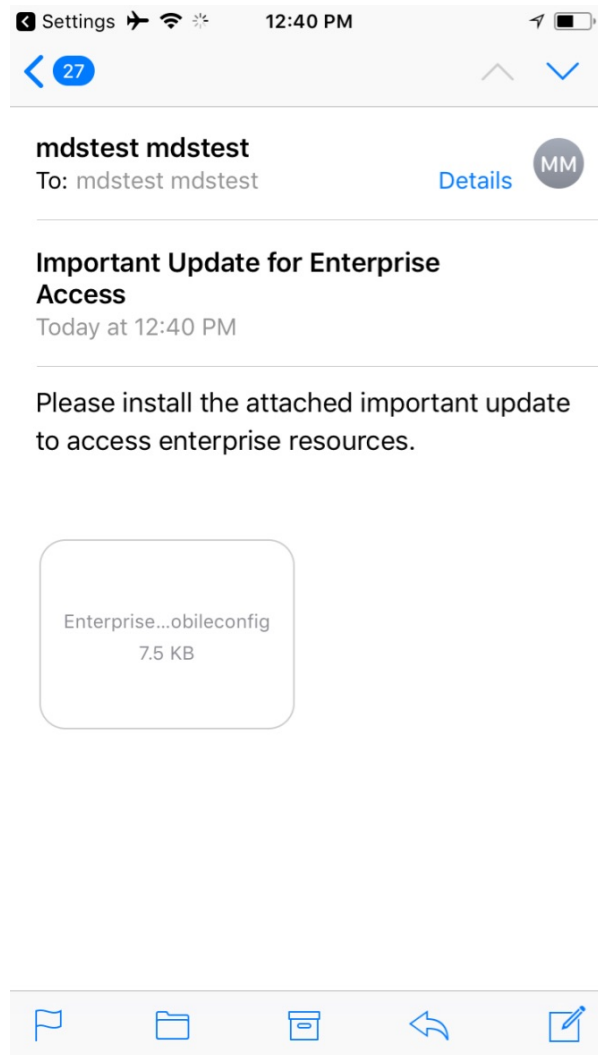 Settings 12:40 PM
27
mdstest mdstest
To: mdstest mdstest Details MM
Important Update for Enterprise
Access
Today at 12:40 PM
Please install the attached important update
to access enterprise resources.
Enterprise...obileconfig
7.5 KB